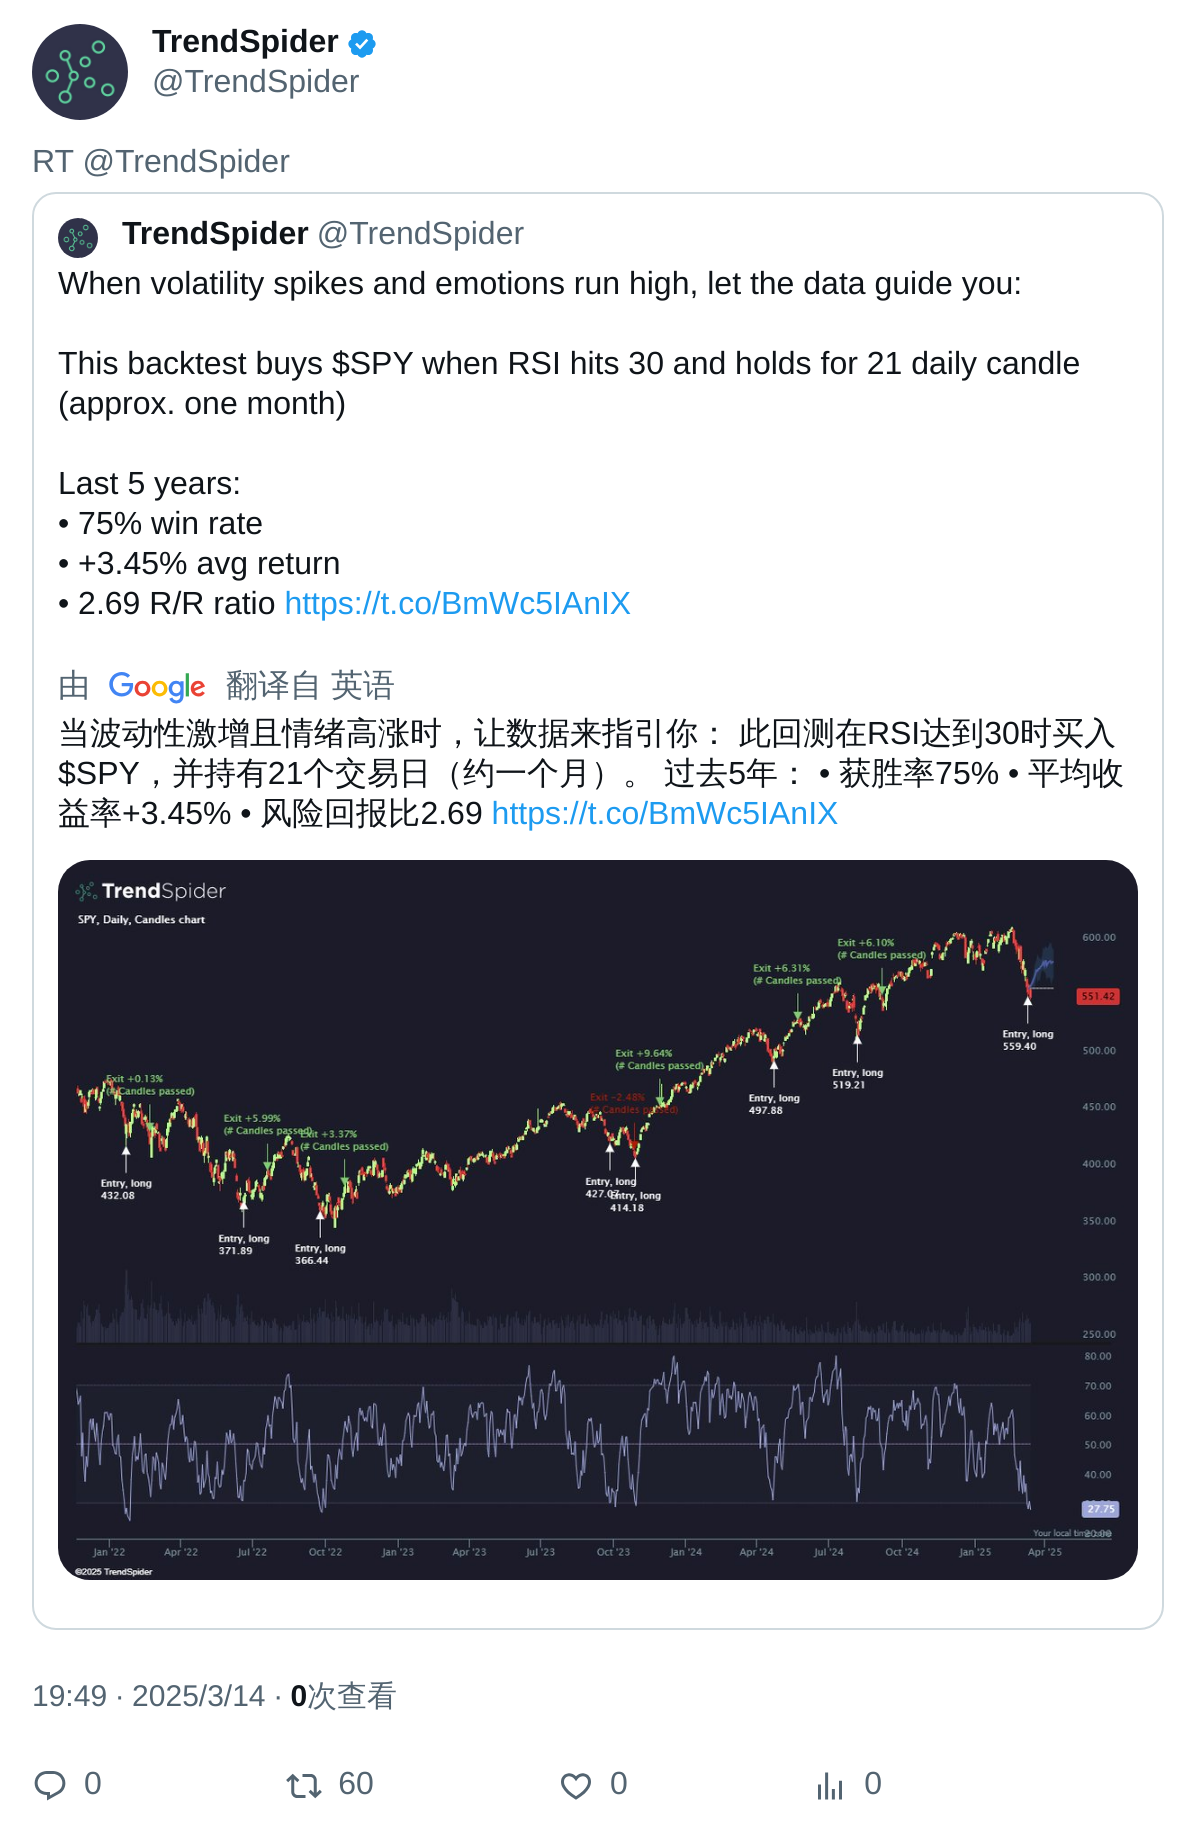 TrendSpider
@TrendSpider
RT @TrendSpider
TrendSpider @TrendSpider
When volatility spikes and emotions run high, let the data guide you:
This backtest buys $SPY when RSI hits 30 and holds for 21 daily candle
(approx. one month)
Last 5 years:
• 75% win rate
• +3.45% avg return
• 2.69 R/R ratio https://t.co/BmWc5IAnIX
由 Google 翻译自 英语
当波动性激增且情绪高涨时，让数据来指引你： 此回测在RSI达到30时买入
$SPY，并持有21个交易日（约一个月）。 过去5年： • 获胜率75% • 平均收
益率+3.45% • 风险回报比2.69 https://t.co/BmWc5IAnIX
TrendSpider
SPY, Daily, Candles chart
600.00
Exit +6.10%
(# Candles passed)
Exit +6.31%
(# Candles passed)
551.42
Entry, long
559.40
500.00
Exit +9.64%
(# Candles passed)
Entry, long
519.21
Exit +0.13%
(# Candles passed)
Exit -2.48%
(# Candles passed)
Entry, long
497.88
450.00
Exit +5.99%
(# Candles passed)
Exit +3.37%
(# Candles passed)
400.00
Entry, long
432.08
Entry, long
427.07
Entry, long
414.18
350.00
Entry, long
371.89
Entry, long
366.44
300.00
250.00
80.00
70.00
60.00
50.00
40.00
27.75
Your local time zone
20.00
Jan '22 Apr '22 Jul '22 Oct '22 Jan '23 Apr '23 Jul '23 Oct '23 Jan '24 Apr '24 Jul '24 Oct '24 Jan '25 Apr '25
©2025 TrendSpider
19:49 · 2025/3/14 · 0次查看
0 60 0 0